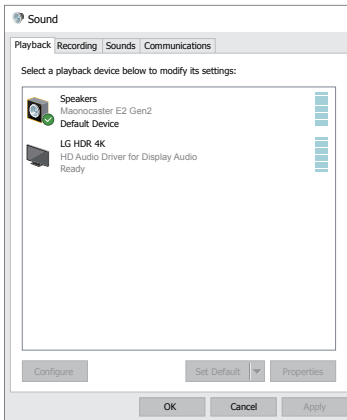 Sound
Playback Recording Sounds Communications
Select a playback device below to modify its settings:
Speakers
Maonocaster E2 Gen2
Default Device
LG HDR 4K
HD Audio Driver for Display Audio
Ready
Configure Set Default Properties
OK Cancel Apply